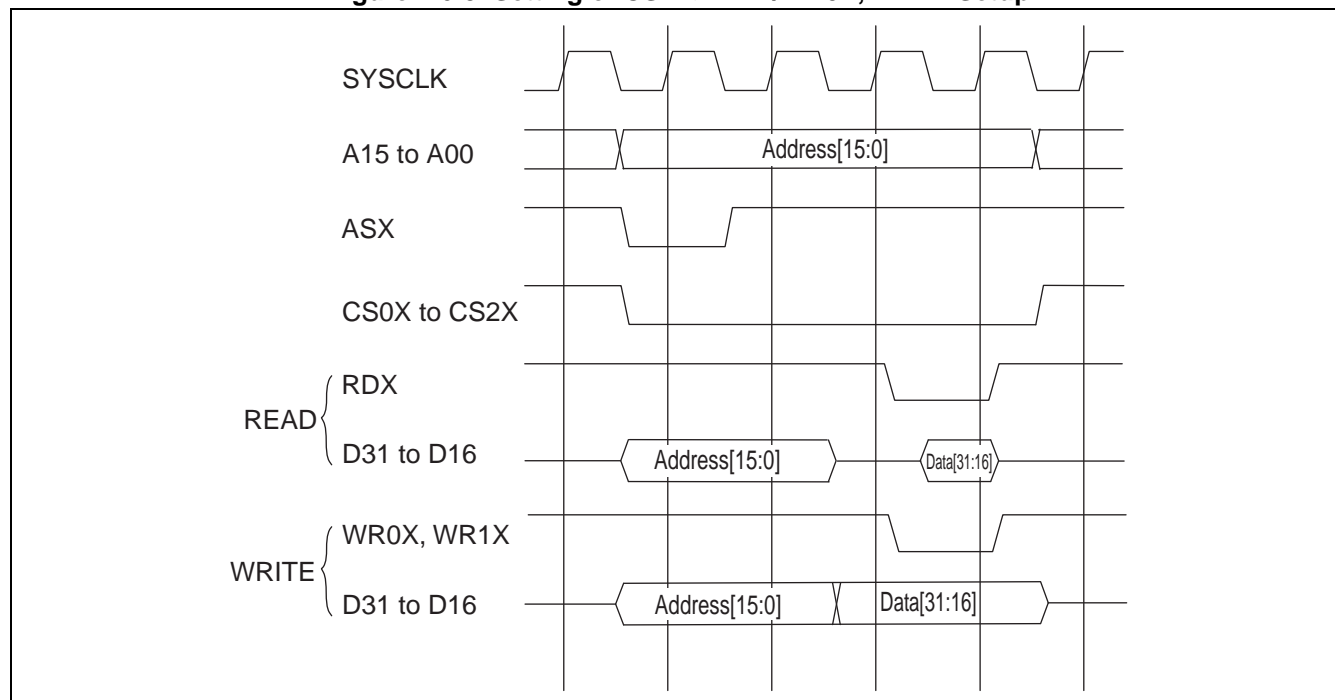 SYSCLK
A15 to A00
Address[15:0]
ASX
CS0X to CS2X
READ
RDX
D31 to D16
Address[15:0]
Data[31:16]
WRITE
WR0X, WR1X
D31 to D16
Address[15:0]
Data[31:16]